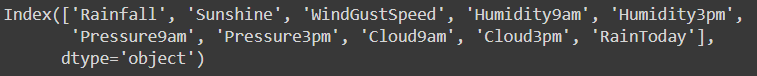 Index(['Rainfall', 'Sunshine', 'WindGustSpeed', 'Humidity9am', 'Humidity3pm',
'Pressure9am', 'Pressure3pm', 'Cloud9am', 'Cloud3pm', 'RainToday'],
dtype='object')